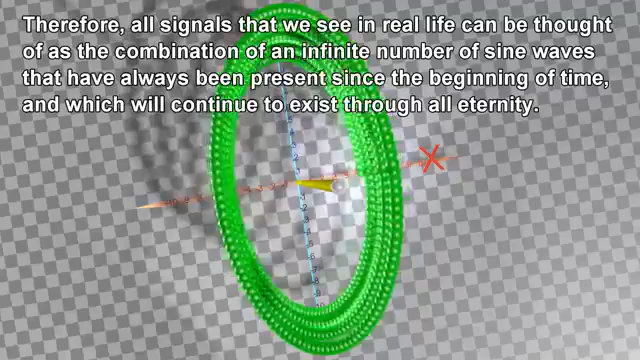 Therefore, all signals that we see in real life can be thought
of as the combination of an infinite number of sine waves
that have always been present since the beginning of time,
and which will continue to exist through all eternity.
X